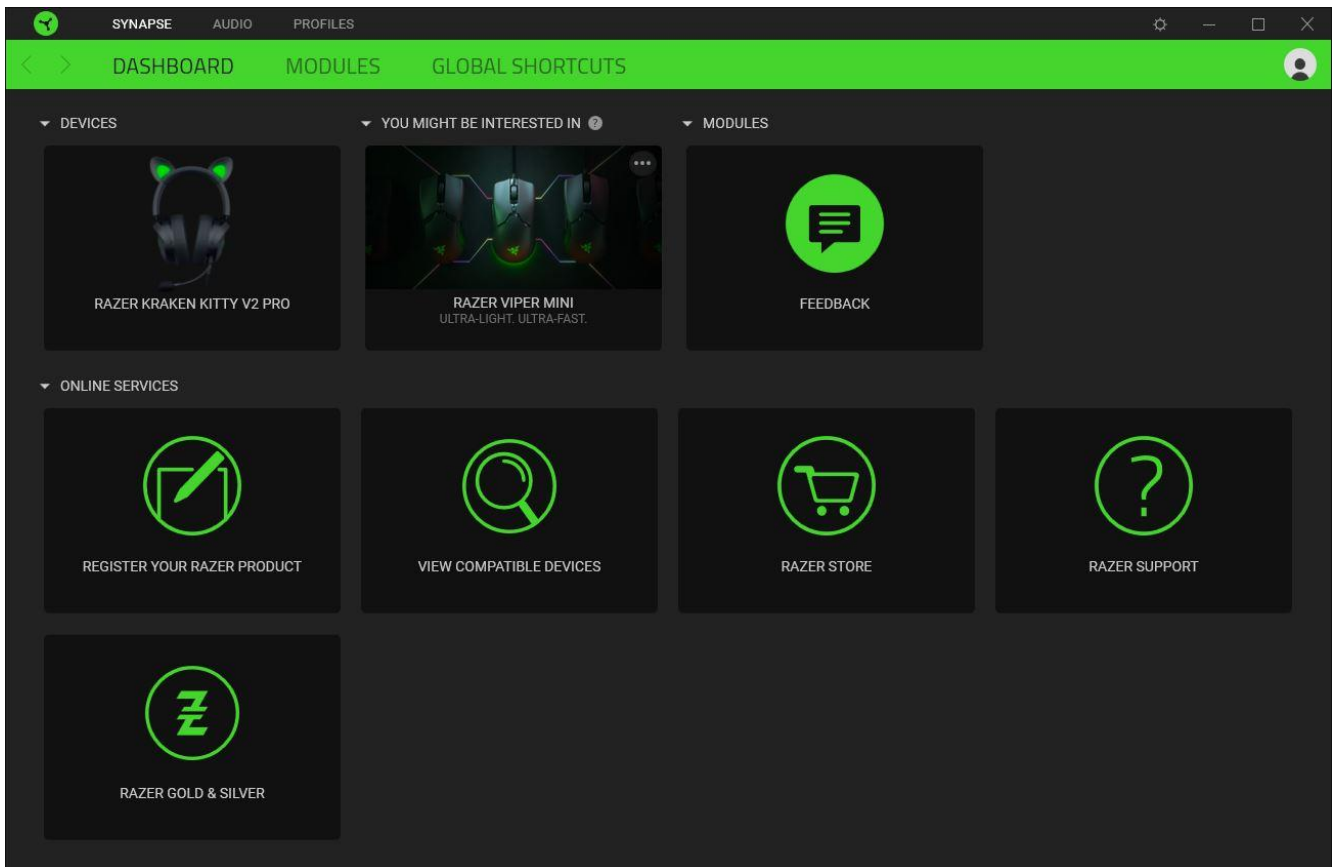 SYNAPSE AUDIO PROFILES
DASHBOARD MODULES GLOBAL SHORTCUTS
DEVICES
RAZER KRAKEN KITTY V2 PRO
YOU MIGHT BE INTERESTED IN ?
RAZER VIPER MINI
ULTRA-LIGHT. ULTRA-FAST.
MODULES
FEEDBACK
ONLINE SERVICES
REGISTER YOUR RAZER PRODUCT
VIEW COMPATIBLE DEVICES
RAZER STORE
?
RAZER SUPPORT
RAZER GOLD & SILVER